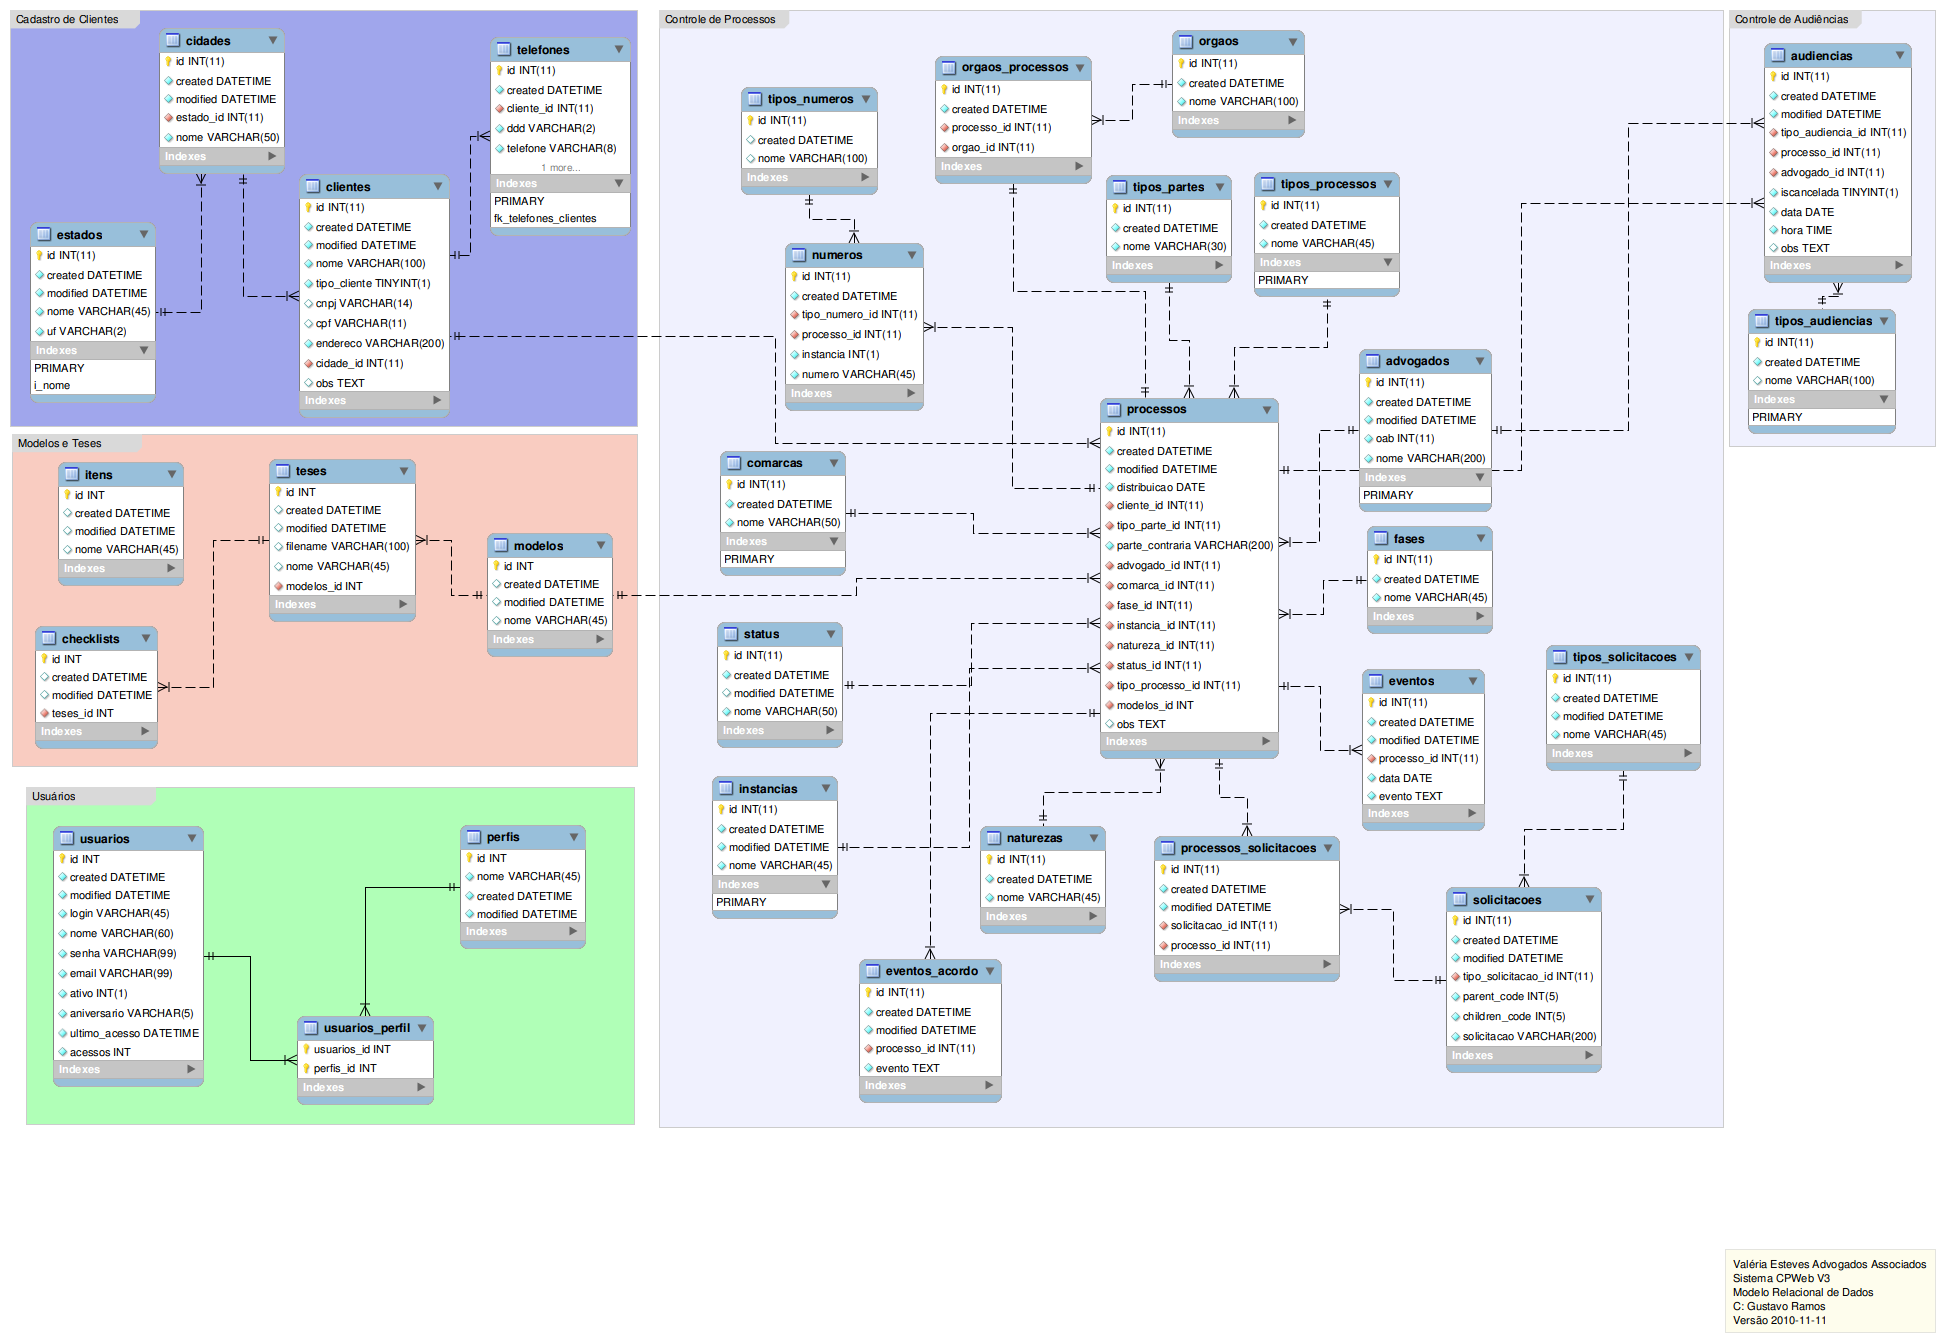 Cadastro de Clientes
cidades
id INT(11)
created DATETIME
modified DATETIME
estado_id INT(11)
nome VARCHAR(50)
Indexes
telefones
id INT(11)
created DATETIME
cliente_id INT(11)
ddd VARCHAR(2)
telefone VARCHAR(8)
1 more...
Indexes
PRIMARY
fk_telefones_clientes
estados
id INT(11)
created DATETIME
modified DATETIME
nome VARCHAR(45)
uf VARCHAR(2)
Indexes
PRIMARY
i_nome
clientes
id INT(11)
created DATETIME
modified DATETIME
nome VARCHAR(100)
tipo_cliente TINYINT(1)
cnpj VARCHAR(14)
cpf VARCHAR(11)
endereco VARCHAR(200)
cidade_id INT(11)
obs TEXT
Indexes
Modelos e Teses
itens
id INT
created DATETIME
modified DATETIME
nome VARCHAR(45)
Indexes
teses
id INT
created DATETIME
modified DATETIME
filename VARCHAR(100)
nome VARCHAR(45)
modelos_id INT
Indexes
modelos
id INT
created DATETIME
modified DATETIME
nome VARCHAR(45)
Indexes
checklists
id INT
created DATETIME
modified DATETIME
teses_id INT
Indexes
Usuários
usuarios
id INT
created DATETIME
modified DATETIME
login VARCHAR(45)
nome VARCHAR(60)
senha VARCHAR(99)
email VARCHAR(99)
ativo INT(1)
aniversario VARCHAR(5)
ultimo_acesso DATETIME
acessos INT
Indexes
perfis
id INT
nome VARCHAR(45)
created DATETIME
modified DATETIME
Indexes
usuarios_perfil
usuarios_id INT
perfis_id INT
Indexes
Controle de Processos
tipos_numeros
id INT(11)
created DATETIME
nome VARCHAR(100)
Indexes
orgaos_processos
id INT(11)
created DATETIME
processo_id INT(11)
orgao_id INT(11)
Indexes
orgaos
id INT(11)
created DATETIME
nome VARCHAR(100)
Indexes
tipos_partes
id INT(11)
created DATETIME
nome VARCHAR(30)
Indexes
tipos_processos
id INT(11)
created DATETIME
nome VARCHAR(45)
Indexes
PRIMARY
numeros
id INT(11)
created DATETIME
tipo_numero_id INT(11)
processo_id INT(11)
instancia INT(1)
numero VARCHAR(45)
Indexes
processos
id INT(11)
created DATETIME
modified DATETIME
distribuicao DATE
cliente_id INT(11)
tipo_parte_id INT(11)
parte_contraria VARCHAR(200)
advogado_id INT(11)
comarca_id INT(11)
fase_id INT(11)
instancia_id INT(11)
natureza_id INT(11)
status_id INT(11)
tipo_processo_id INT(11)
modelos_id INT
obs TEXT
Indexes
advogados
id INT(11)
created DATETIME
modified DATETIME
oab INT(11)
nome VARCHAR(200)
Indexes
PRIMARY
comarcas
id INT(11)
created DATETIME
nome VARCHAR(50)
Indexes
PRIMARY
fases
id INT(11)
created DATETIME
nome VARCHAR(45)
Indexes
status
id INT(11)
created DATETIME
modified DATETIME
nome VARCHAR(50)
Indexes
eventos
id INT(11)
created DATETIME
modified DATETIME
processo_id INT(11)
data DATE
evento TEXT
Indexes
tipos_solicitacoes
id INT(11)
created DATETIME
modified DATETIME
nome VARCHAR(45)
Indexes
instancias
id INT(11)
created DATETIME
modified DATETIME
nome VARCHAR(45)
Indexes
PRIMARY
naturezas
id INT(11)
created DATETIME
nome VARCHAR(45)
Indexes
processos_solicitacoes
id INT(11)
created DATETIME
modified DATETIME
solicitacao_id INT(11)
processo_id INT(11)
Indexes
solicitacoes
id INT(11)
created DATETIME
modified DATETIME
tipo_solicitacao_id INT(11)
parent_code INT(5)
children_code INT(5)
solicitacao VARCHAR(200)
Indexes
eventos_acordo
id INT(11)
created DATETIME
modified DATETIME
processo_id INT(11)
evento TEXT
Indexes
Controle de Audiências
audiencias
id INT(11)
created DATETIME
modified DATETIME
tipo_audiencia_id INT(11)
processo_id INT(11)
advogado_id INT(11)
iscancelada TINYINT(1)
data DATE
hora TIME
obs TEXT
Indexes
tipos_audiencias
id INT(11)
created DATETIME
nome VARCHAR(100)
Indexes
PRIMARY
Valéria Esteves Advogados Associados
Sistema CPWeb V3
Modelo Relacional de Dados
C: Gustavo Ramos
Versão 2010-11-11